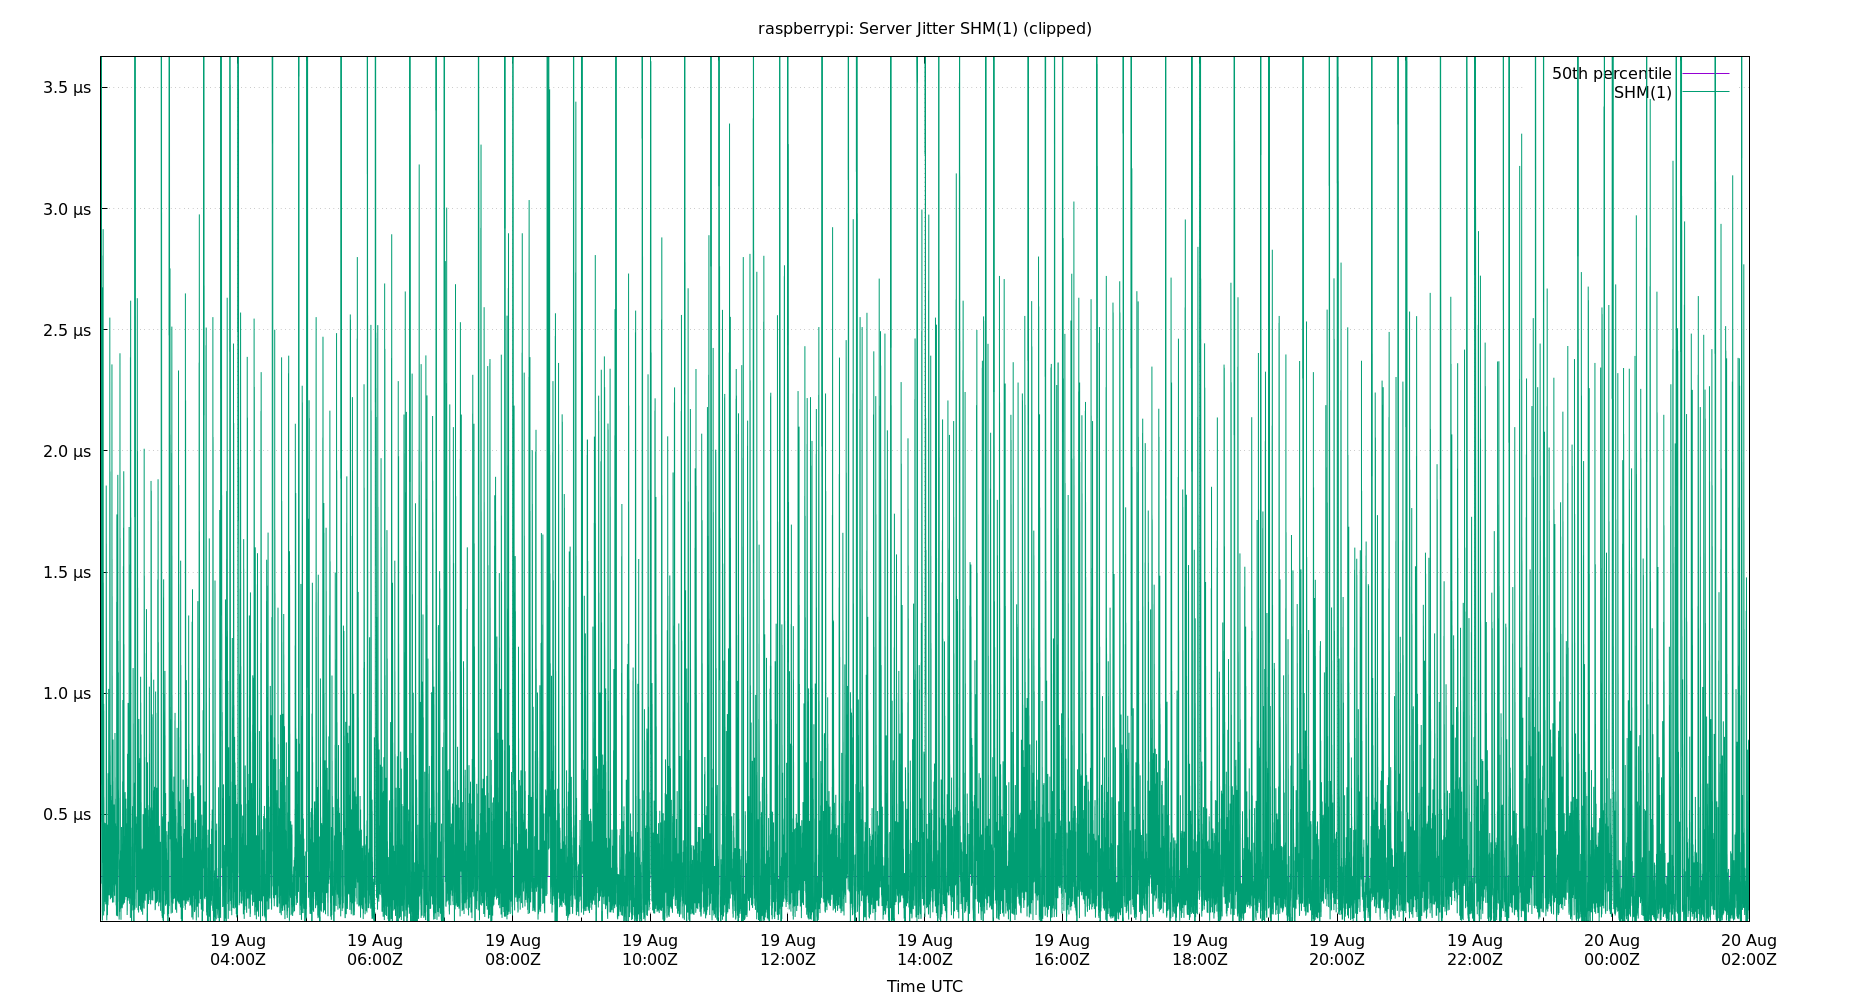 raspberrypi: Server Jitter SHM(1) (clipped)
50th percentile
SHM(1)
3.5 µs
3.0 µs
2.5 µs
2.0 µs
1.5 µs
1.0 µs
0.5 µs
19 Aug 19 Aug 19 Aug 19 Aug 19 Aug 19 Aug 19 Aug 19 Aug 19 Aug 19 Aug 20 Aug 20 Aug
04:00Z 06:00Z 08:00Z 10:00Z 12:00Z 14:00Z 16:00Z 18:00Z 20:00Z 22:00Z 00:00Z 02:00Z
Time UTC